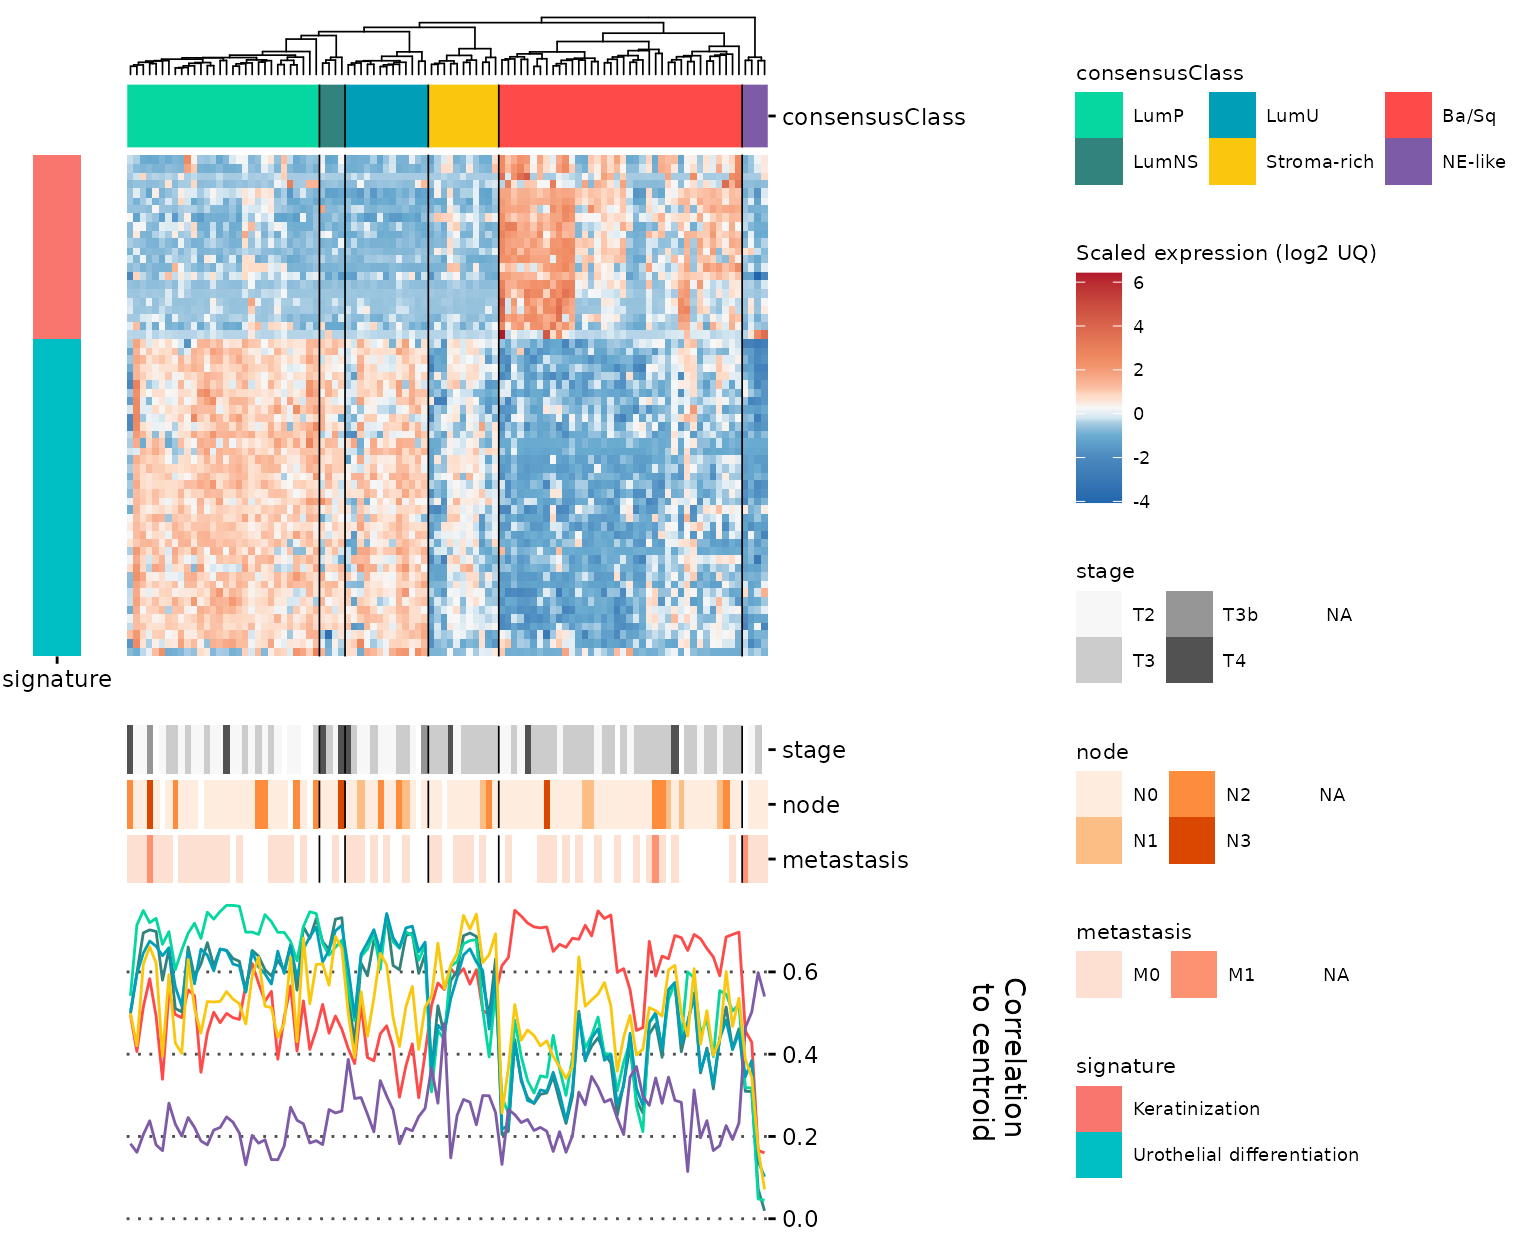 consensusClass
signature
stage
node
metastasis
0.6
0.4
0.2
0.0
Correlation
to centroid
consensusClass
LumP
LumU
Ba/Sq
LumNS
Stroma-rich
NE-like
Scaled expression (log2 UQ)
6
4
2
0
-2
-4
stage
T2
T3b
NA
T3
T4
node
N0
N2
NA
N1
N3
metastasis
M0
M1
NA
signature
Keratinization
Urothelial differentiation